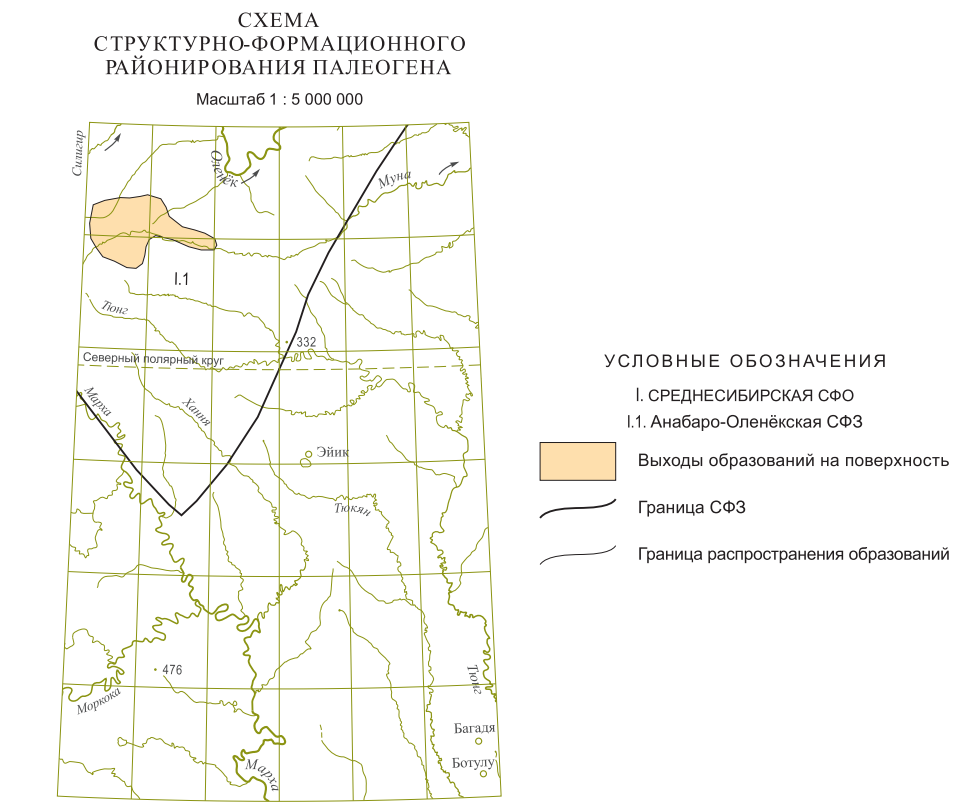 СХЕМА
СТРУКТУРНО-ФОРМАЦИОННОГО
РАЙОНИРОВАНИЯ ПАЛЕОГЕНА
Масштаб 1 : 5 000 000
Силигир
Оленёк
Муна
I.1
Тюнг
332
Северный полярный круг
Марха
Хання
Эйик
Тюкян
476
Моркока
Тюнг
Багадя
Ботулу
Марха
УСЛОВНЫЕ ОБОЗНАЧЕНИЯ
I. СРЕДНЕСИБИРСКАЯ СФО
I.1. Анабаро-Оленёкская СФЗ
Выходы образований на поверхность
Граница СФЗ
Граница распространения образований